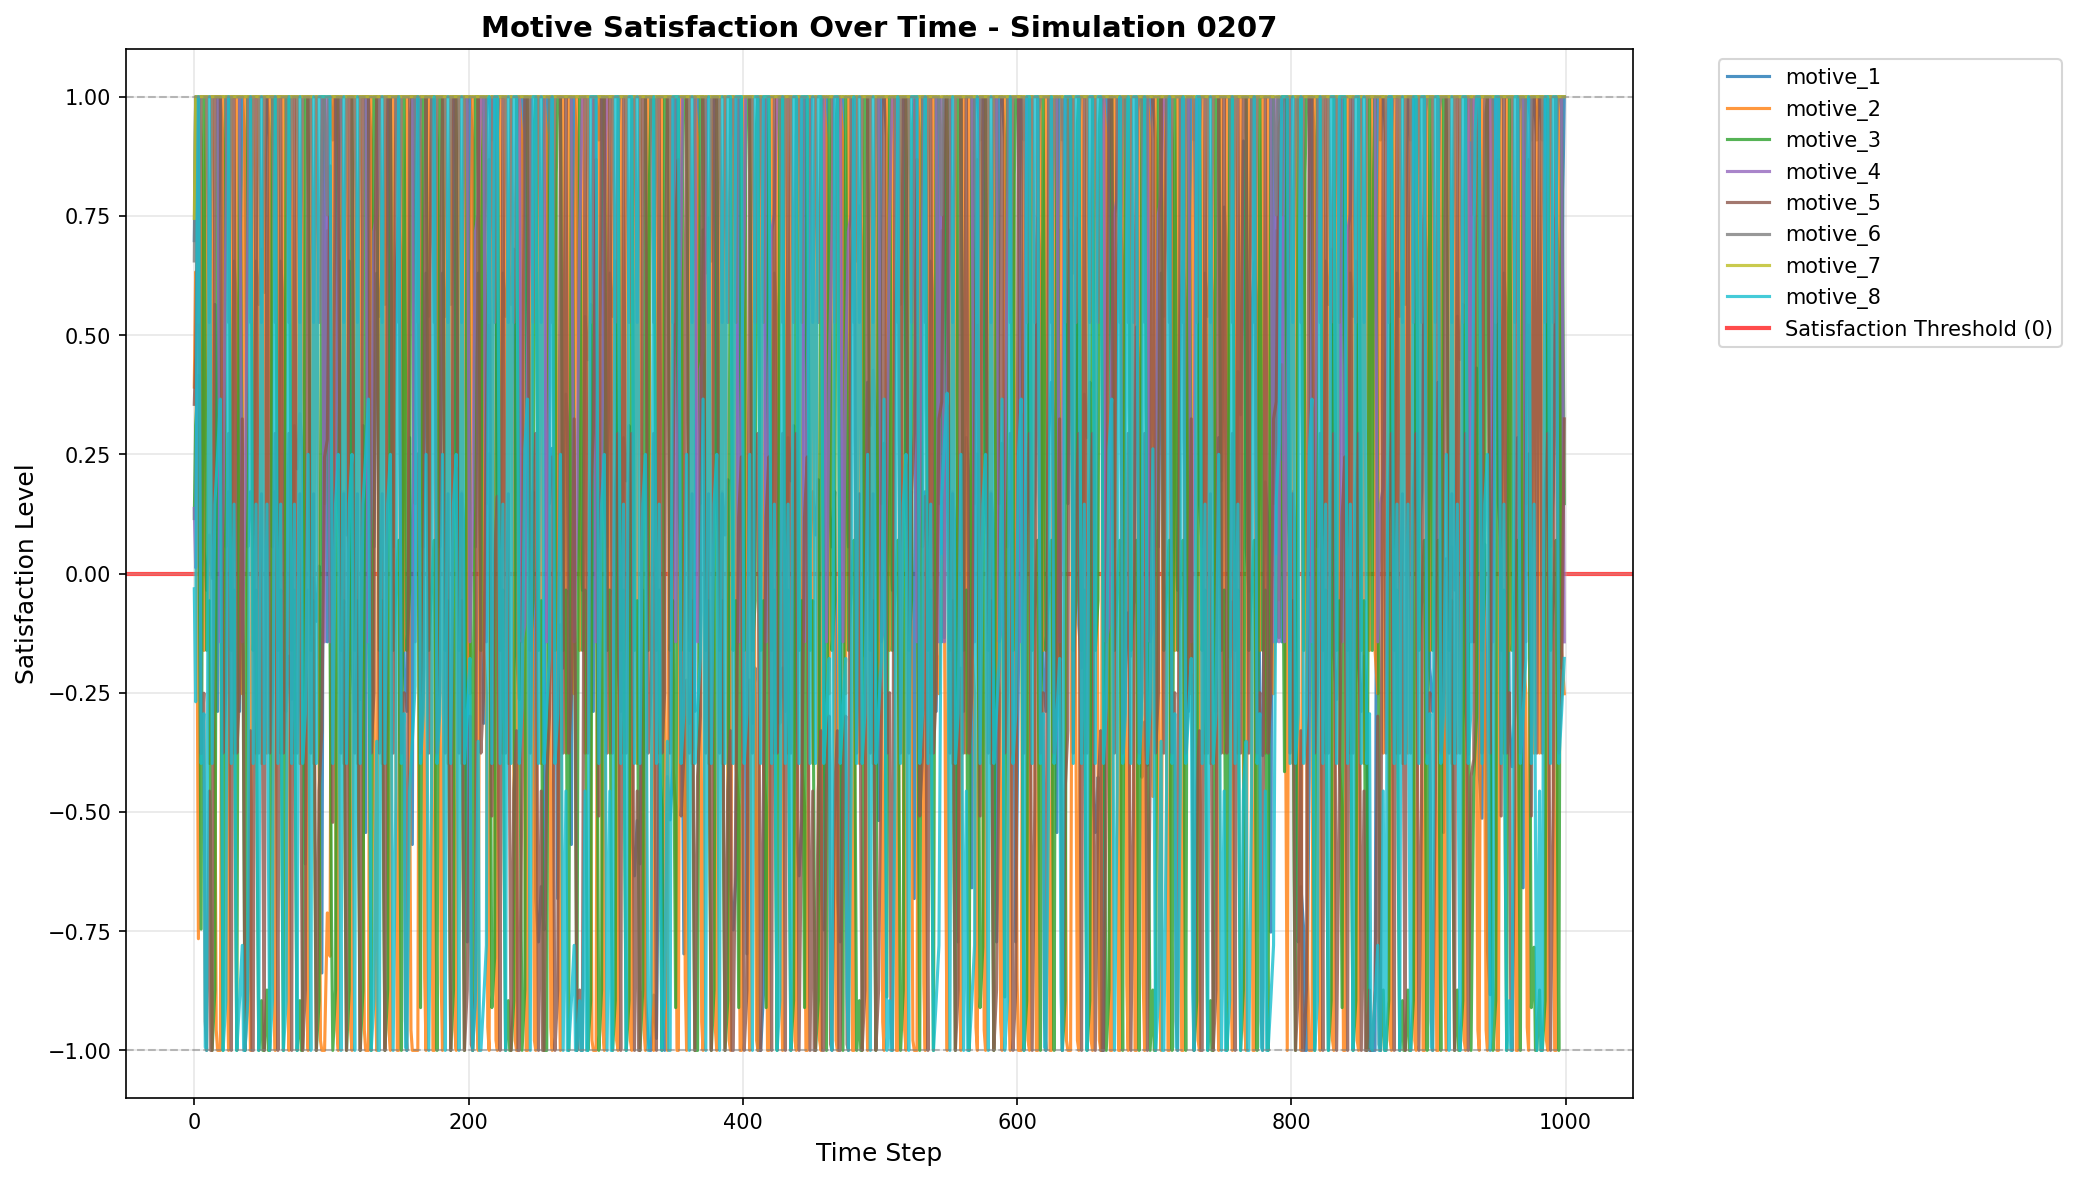 Motive Satisfaction Over Time - Simulation 0207
1.00
0.75
0.50
0.25
0.00
−0.25
−0.50
−0.75
−1.00
Satisfaction Level
0 200 400 600 800 1000
Time Step
motive_1
motive_2
motive_3
motive_4
motive_5
motive_6
motive_7
motive_8
Satisfaction Threshold (0)